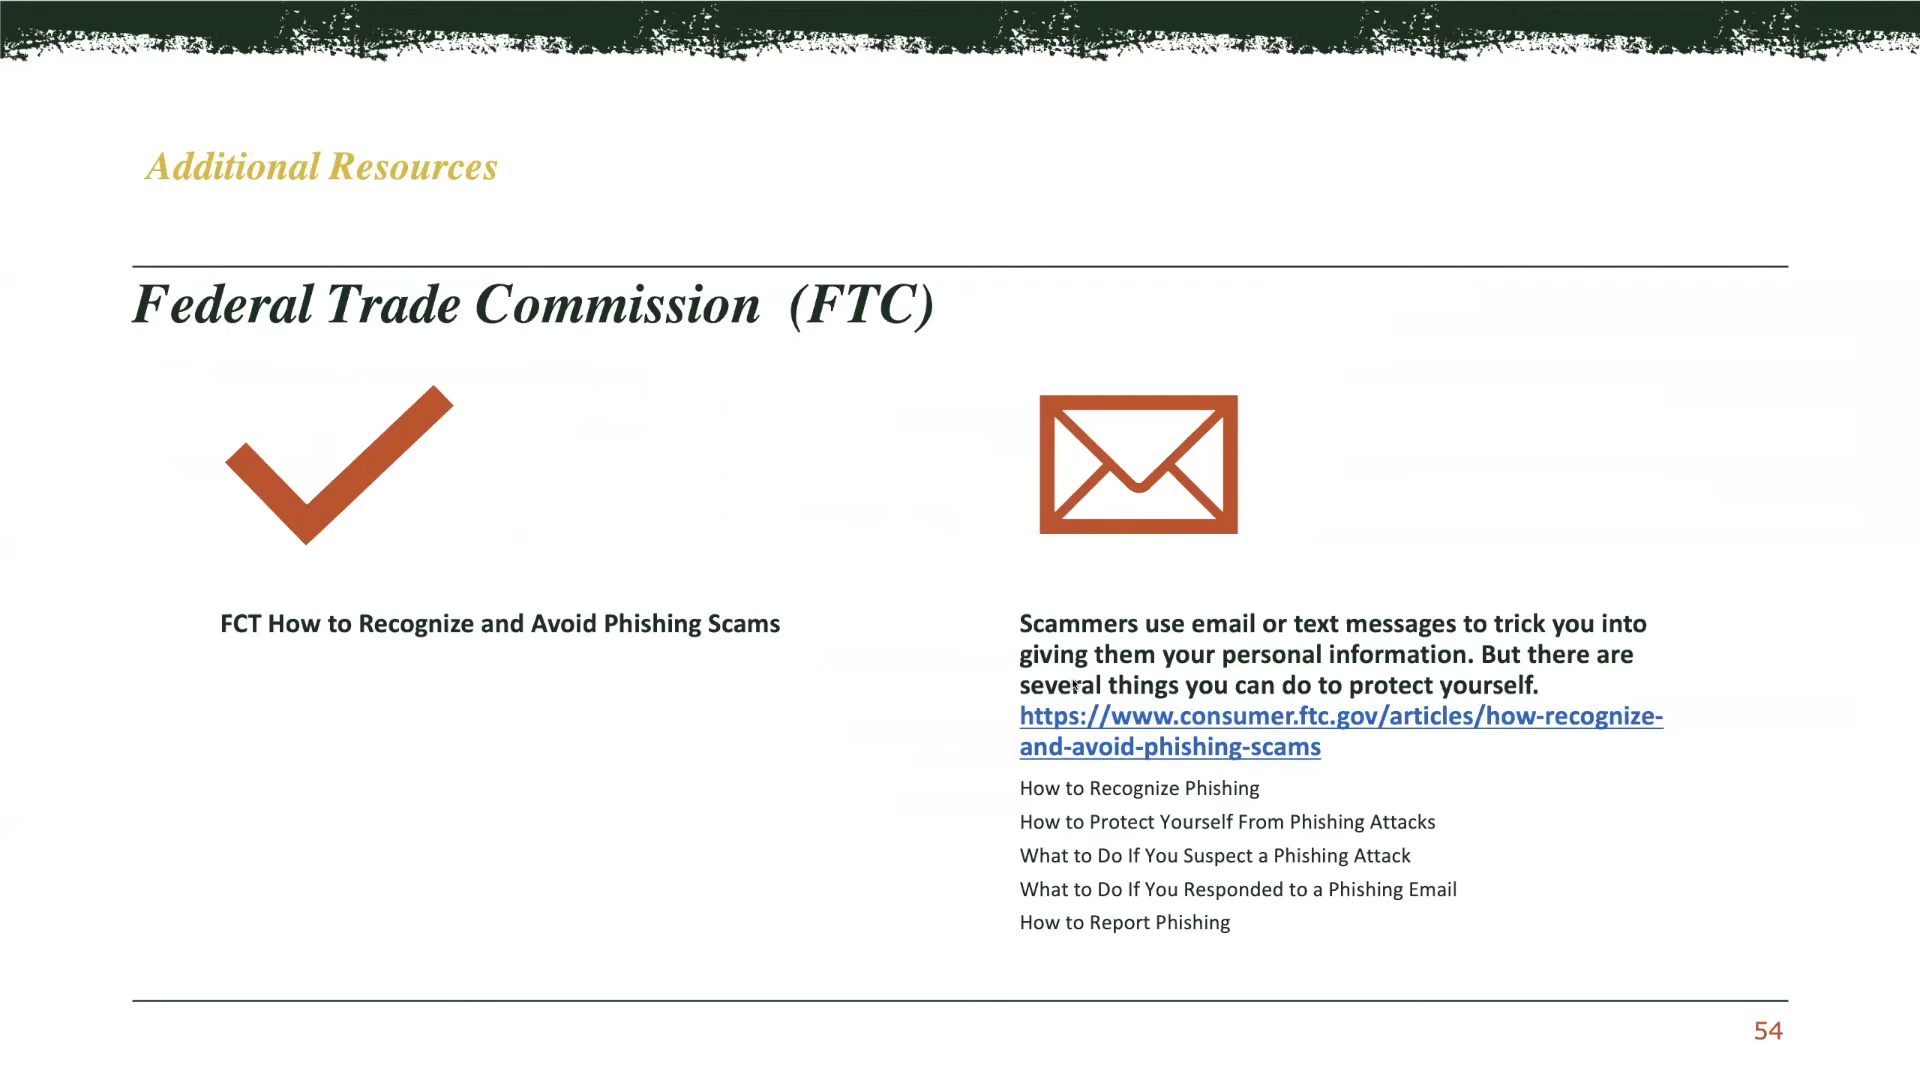 Additional Resources
Federal Trade Commission (FTC)
FCT How to Recognize and Avoid Phishing Scams
Scammers use email or text messages to trick you into
giving them your personal information. But there are
several things you can do to protect yourself.
https://www.consumer.ftc.gov/articles/how-recognize-
and-avoid-phishing-scams
How to Recognize Phishing
How to Protect Yourself From Phishing Attacks
What to Do If You Suspect a Phishing Attack
What to Do If You Responded to a Phishing Email
How to Report Phishing
54